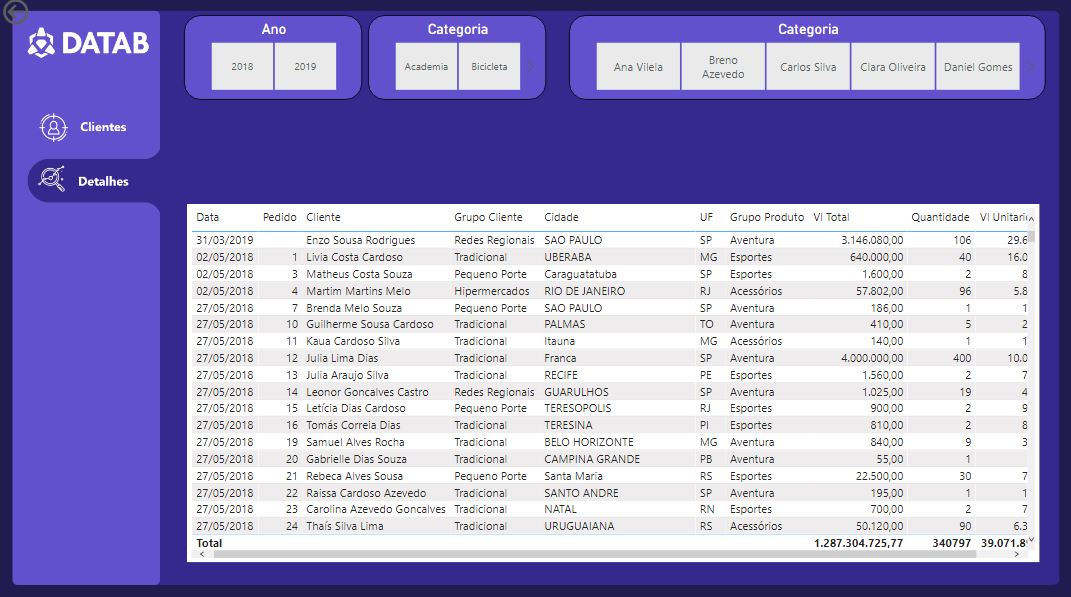 DATAB
Ano
2018 2019
Categoria
Academia Bicicleta
Categoria
Ana Vilela Breno Azevedo Carlos Silva Clara Oliveira Daniel Gomes
Clientes
Detalhes
Data Pedido Cliente Grupo Cliente Cidade UF Grupo Produto Vl Total Quantidade Vl Unitari
31/03/2019 Enzo Sousa Rodrigues Redes Regionais SAO PAULO SP Aventura 3.146.080,00 106 29.6
02/05/2018 1 Livia Costa Cardoso Tradicional UBERABA MG Esportes 640.000,00 40 16.0
02/05/2018 3 Matheus Costa Souza Pequeno Porte Caraguatatuba SP Esportes 1.600,00 2 8
02/05/2018 4 Martim Martins Melo Hipermercados RIO DE JANEIRO RJ Acessórios 57.802,00 96 5.8
27/05/2018 7 Brenda Melo Souza Pequeno Porte SAO PAULO SP Aventura 186,00 1 1
27/05/2018 10 Guilherme Sousa Cardoso Tradicional PALMAS TO Aventura 410,00 5 2
27/05/2018 11 Kaua Cardoso Silva Tradicional Itauna MG Acessórios 140,00 1 1
27/05/2018 12 Julia Lima Dias Tradicional Franca SP Aventura 4.000.000,00 400 10.0
27/05/2018 13 Julia Araujo Silva Tradicional RECIFE PE Esportes 1.560,00 2 7
27/05/2018 14 Leonor Goncalves Castro Redes Regionais GUARULHOS SP Aventura 1.025,00 19 4
27/05/2018 15 Letícia Dias Cardoso Pequeno Porte TERESOPOLIS RJ Esportes 900,00 2 9
27/05/2018 16 Tomás Correia Dias Tradicional TERESINA PI Esportes 810,00 2 8
27/05/2018 19 Samuel Alves Rocha Tradicional BELO HORIZONTE MG Aventura 840,00 9 3
27/05/2018 20 Gabrielle Dias Souza Tradicional CAMPINA GRANDE PB Aventura 55,00 1
27/05/2018 21 Rebeca Alves Sousa Pequeno Porte Santa Maria RS Esportes 22.500,00 30 7
27/05/2018 22 Raissa Cardoso Azevedo Tradicional SANTO ANDRE SP Aventura 195,00 1 1
27/05/2018 23 Carolina Azevedo Goncalves Tradicional NATAL RN Esportes 700,00 2 7
27/05/2018 24 Thaís Silva Lima Tradicional URUGUAIANA RS Acessórios 50.120,00 90 6.3
Total 1.287.304.725,77 340797 39.071.8